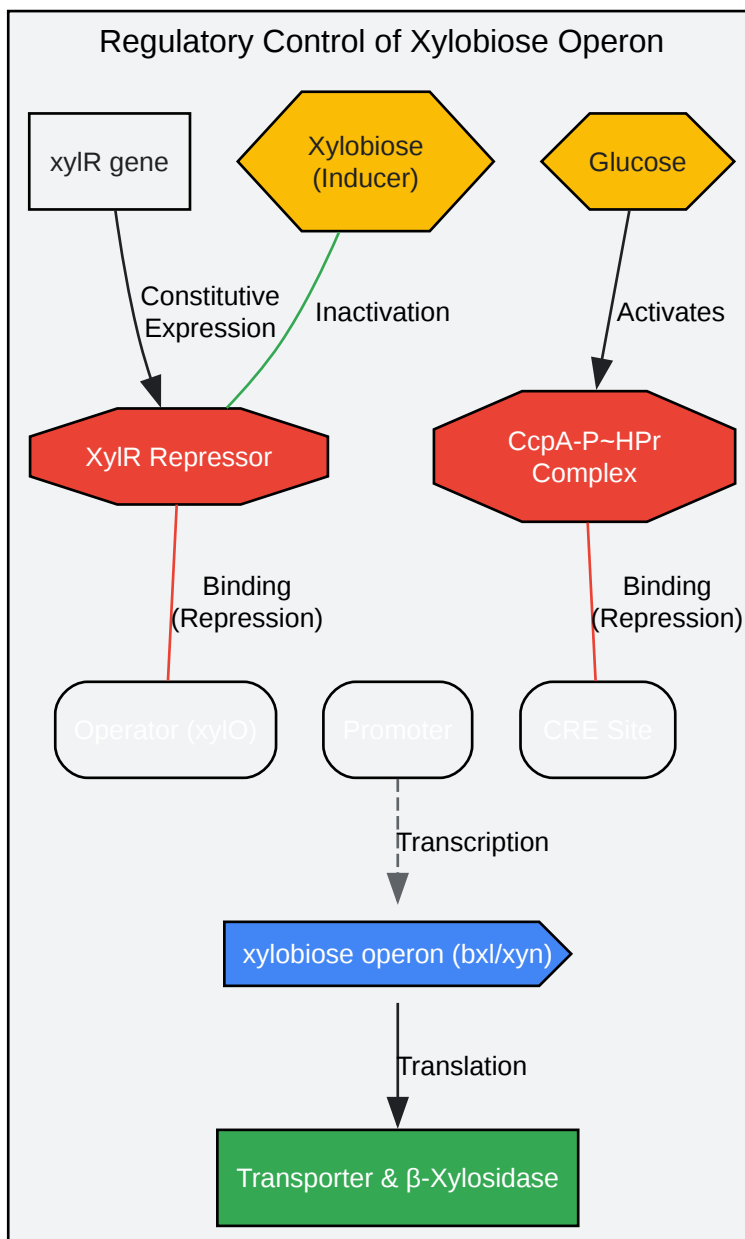 Regulatory Control of Xylobiose Operon
xylR gene
Xylobiose
(Inducer)
Glucose
Constitutive
Expression
Inactivation
Activates
XylR Repressor
CcpA-P~HPr
Complex
Binding
(Repression)
Binding
(Repression)
Operator (xylO)
Promoter
CRE Site
Transcription
xylobiose operon (bxl/xyn)
Translation
Transporter & β-Xylosidase